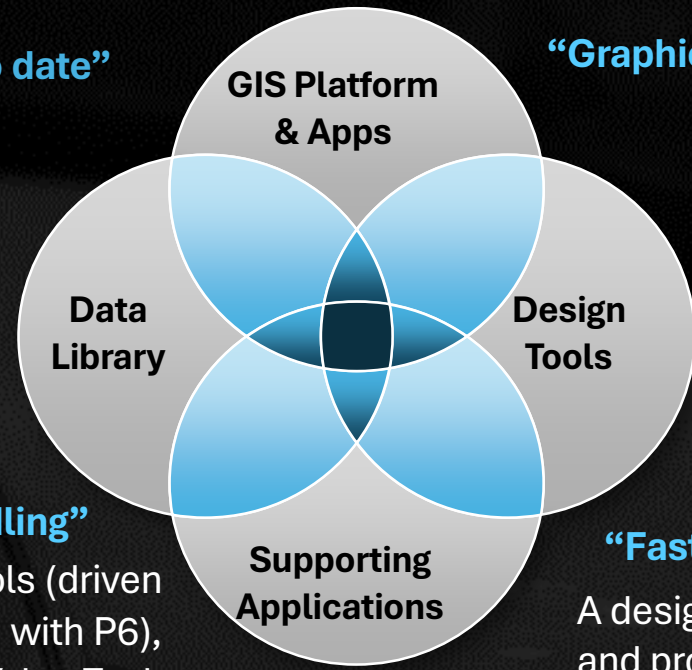 date”
“Graphic
GIS Platform
& Apps
Data
Library
Design
Tools
Supporting
Applications
lling”
ols (driven
with P6),
“Fast
A desig
and pro